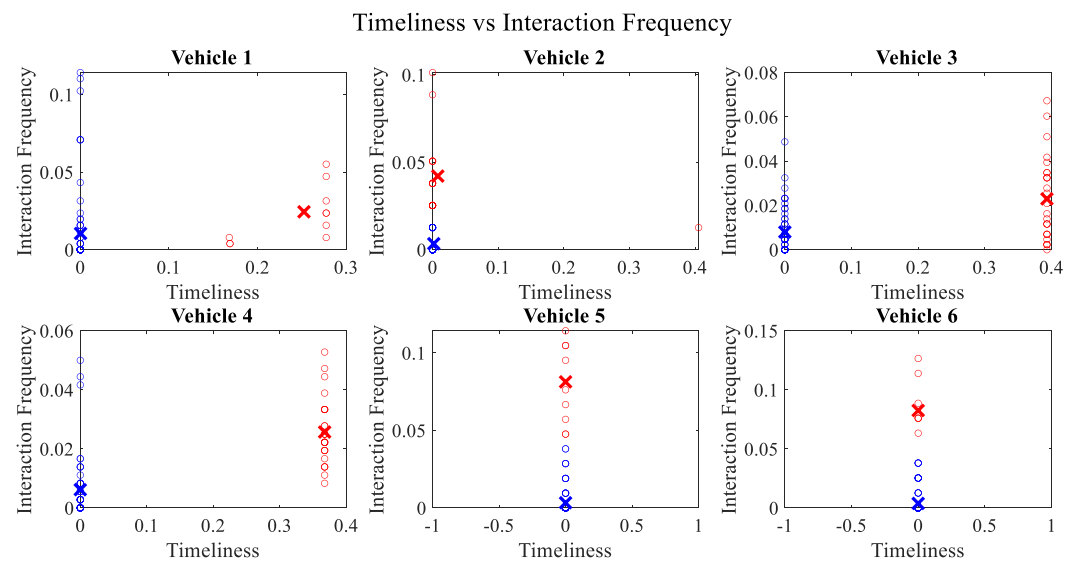 Timeliness vs Interaction Frequency
Vehicle 1
Interaction Frequency
0.1
0.05
0
0 0.1 0.2 0.3
Timeliness
Vehicle 2
Interaction Frequency
0.1
0.05
0
0 0.1 0.2 0.3 0.4
Timeliness
Vehicle 3
Interaction Frequency
0.08
0.06
0.04
0.02
0
0 0.1 0.2 0.3 0.4
Timeliness
Vehicle 4
Interaction Frequency
0.06
0.04
0.02
0
0 0.1 0.2 0.3 0.4
Timeliness
Vehicle 5
Interaction Frequency
0.1
0.05
0
-1 -0.5 0 0.5 1
Timeliness
Vehicle 6
Interaction Frequency
0.15
0.1
0.05
0
-1 -0.5 0 0.5 1
Timeliness